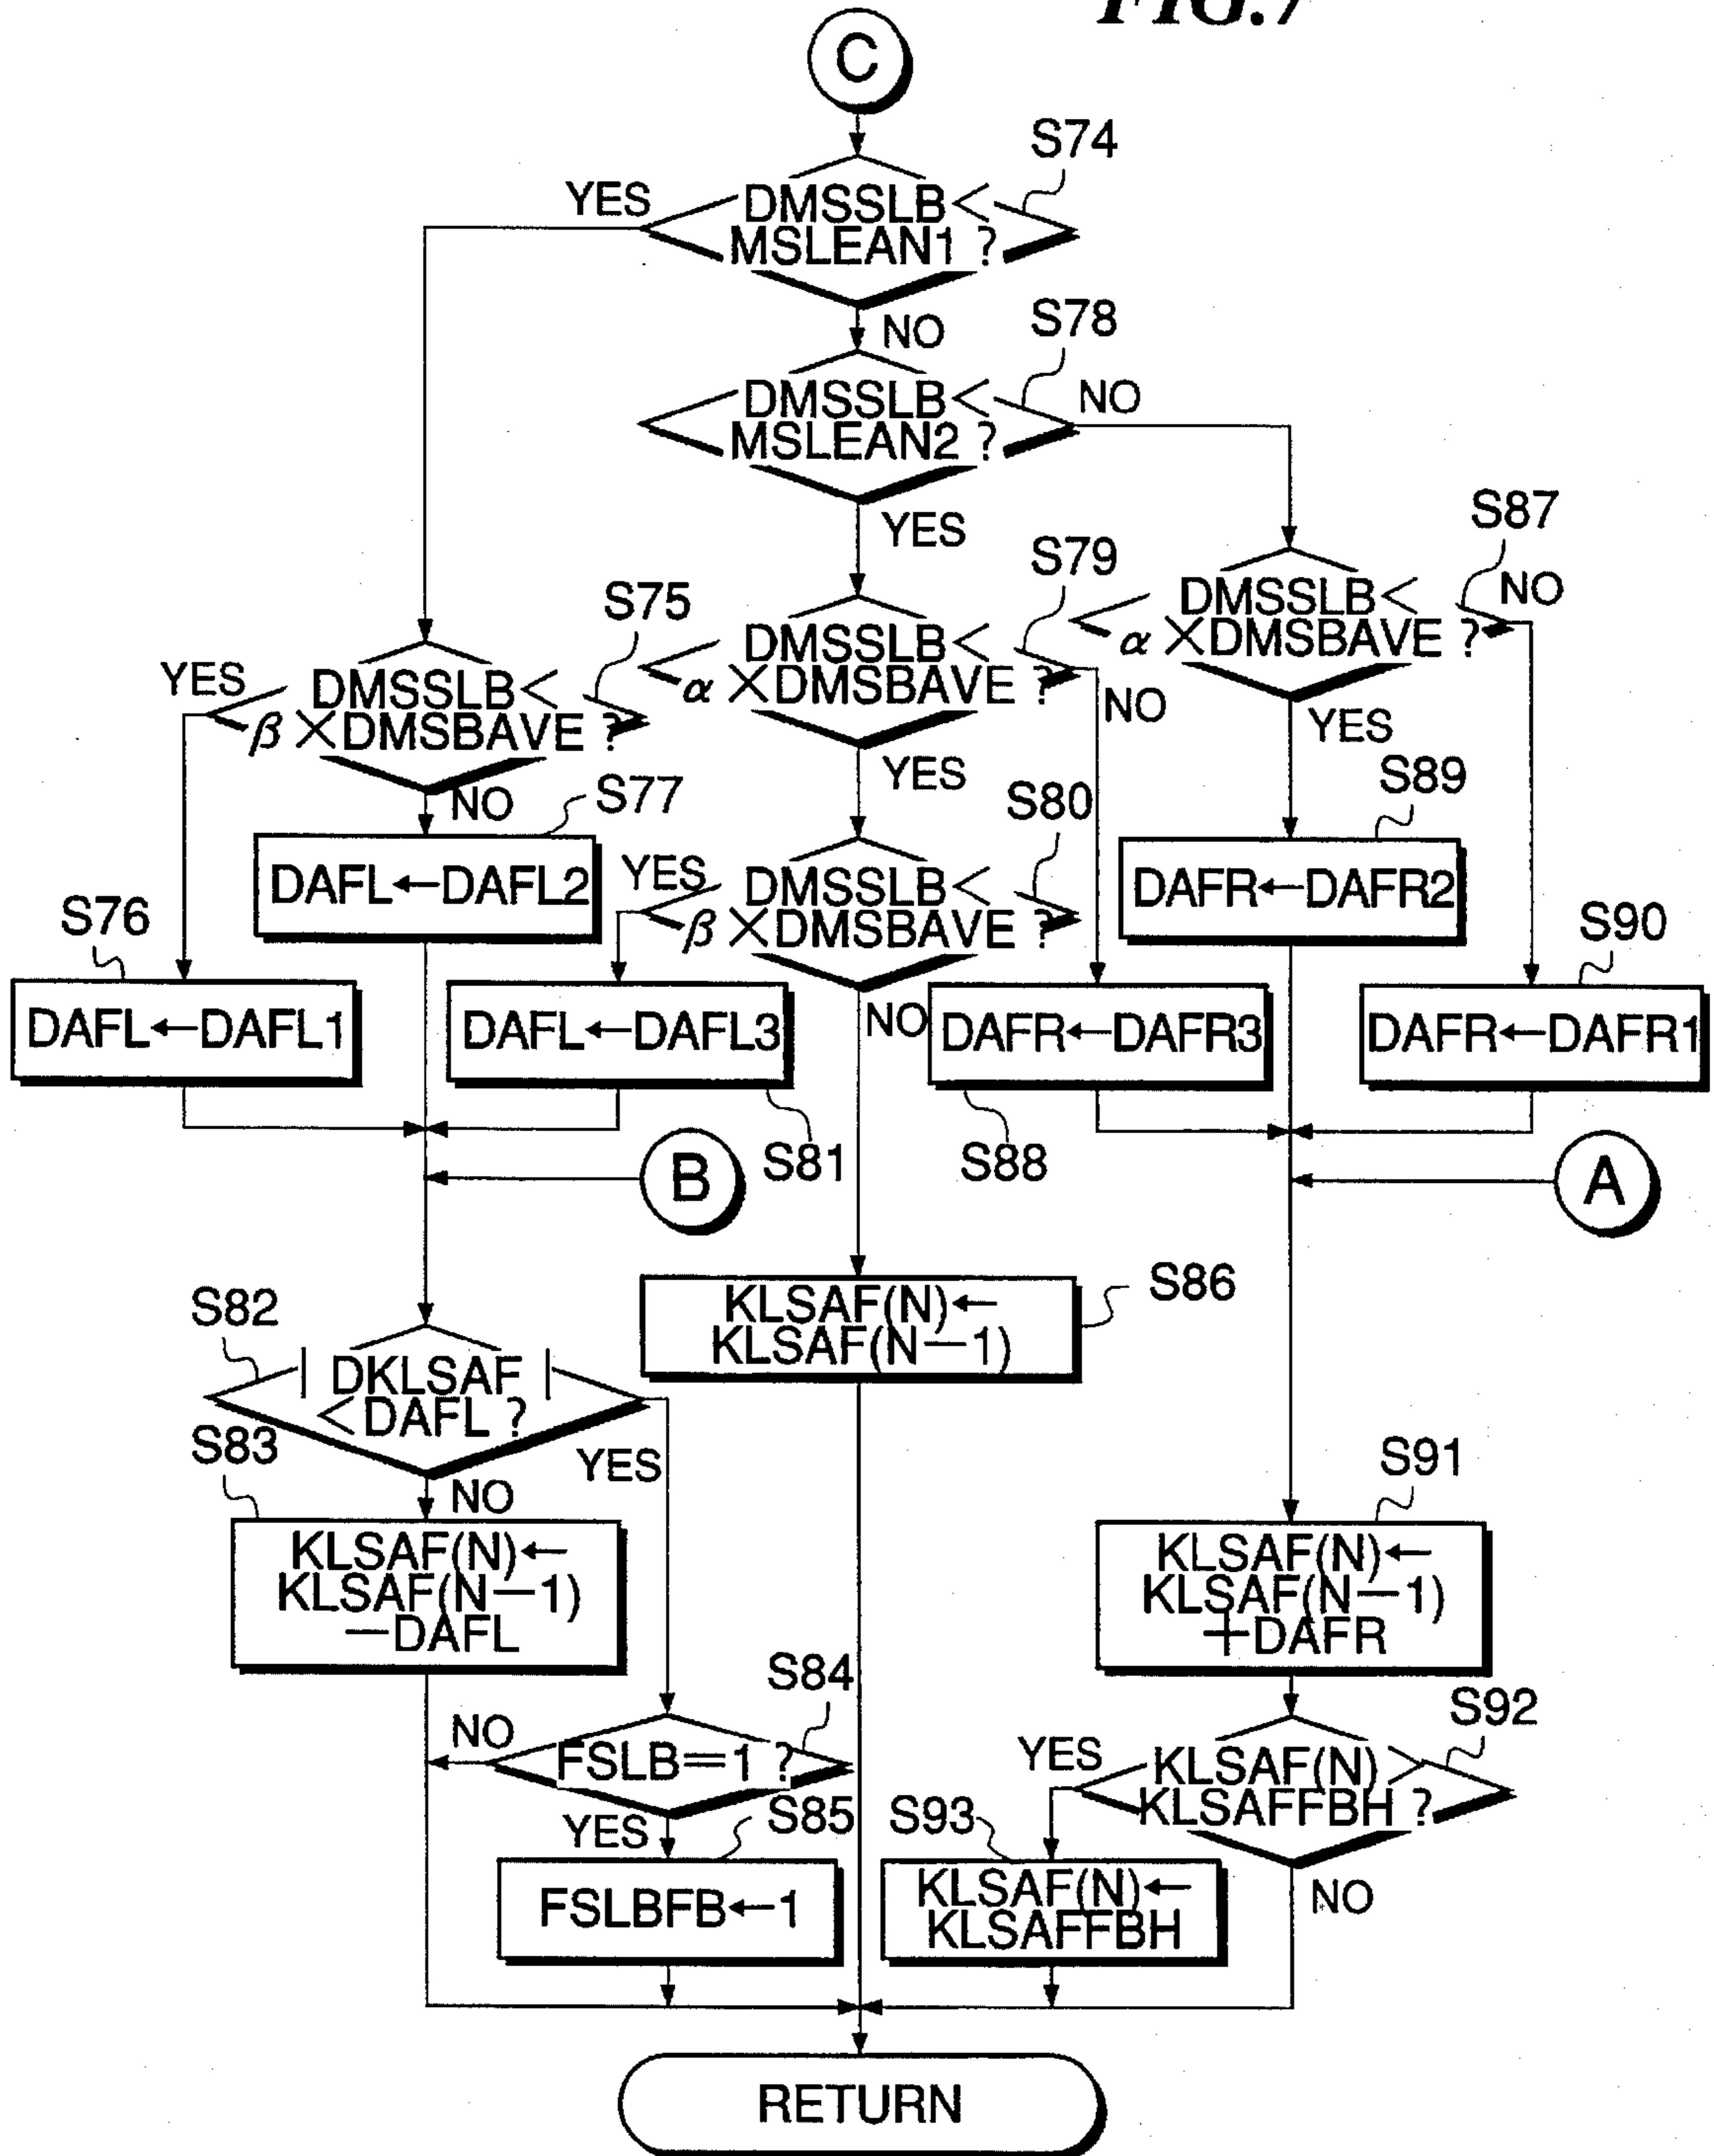 FIG.7
C
S74
YES
DMSSLB<
MSLEAN1 ?
NO
S78
DMSSLB<
MSLEAN2 ?
NO
YES
S87
S79
DMSSLB<
α×DMSBAVE ?
NO
S75
DMSSLB<
α×DMSBAVE ?
NO
YES
DMSSLB<
β×DMSBAVE ?
YES
YES
NO
S77
S80
S89
DAFL←DAFL2
YES
DMSSLB<
β×DMSBAVE ?
DAFR←DAFR2
S76
S90
DAFL←DAFL1
DAFL←DAFL3
NO
DAFR←DAFR3
DAFR←DAFR1
S81
S88
B
A
S82
KLSAF(N)←
KLSAF(N−1)
S86
| DKLSAF |
<DAFL ?
S83
YES
NO
S91
KLSAF(N)←
KLSAF(N−1)
−DAFL
KLSAF(N)←
KLSAF(N−1)
+DAFR
S84
S92
NO
FSLB=1 ?
YES
KLSAF(N) >
KLSAFFBH ?
S85
YES
S93
FSLBFB←1
KLSAF(N)←
KLSAFFBH
NO
RETURN